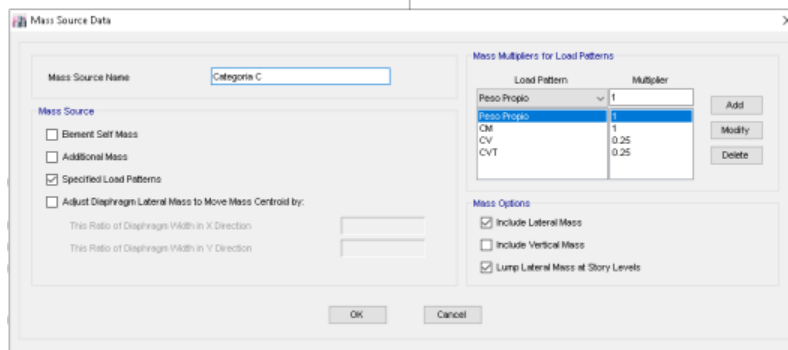 Mass Source Data
Mass Source Name
Categoria C
Mass Source
Element Self Mass
Additional Mass
Specified Load Patterns
Adjust Diaphragm Lateral Mass to Move Mass Centroid by:
This Ratio of Diaphragm Width in X Direction
This Ratio of Diaphragm Width in Y Direction
Mass Multipliers for Load Patterns
Load Pattern Multiplier
Peso Propio 1
Peso Propio 1
CM 1
CV 0.25
CVT 0.25
Add
Modify
Delete
Mass Options
Include Lateral Mass
Include Vertical Mass
Lump Lateral Mass at Story Levels
OK Cancel